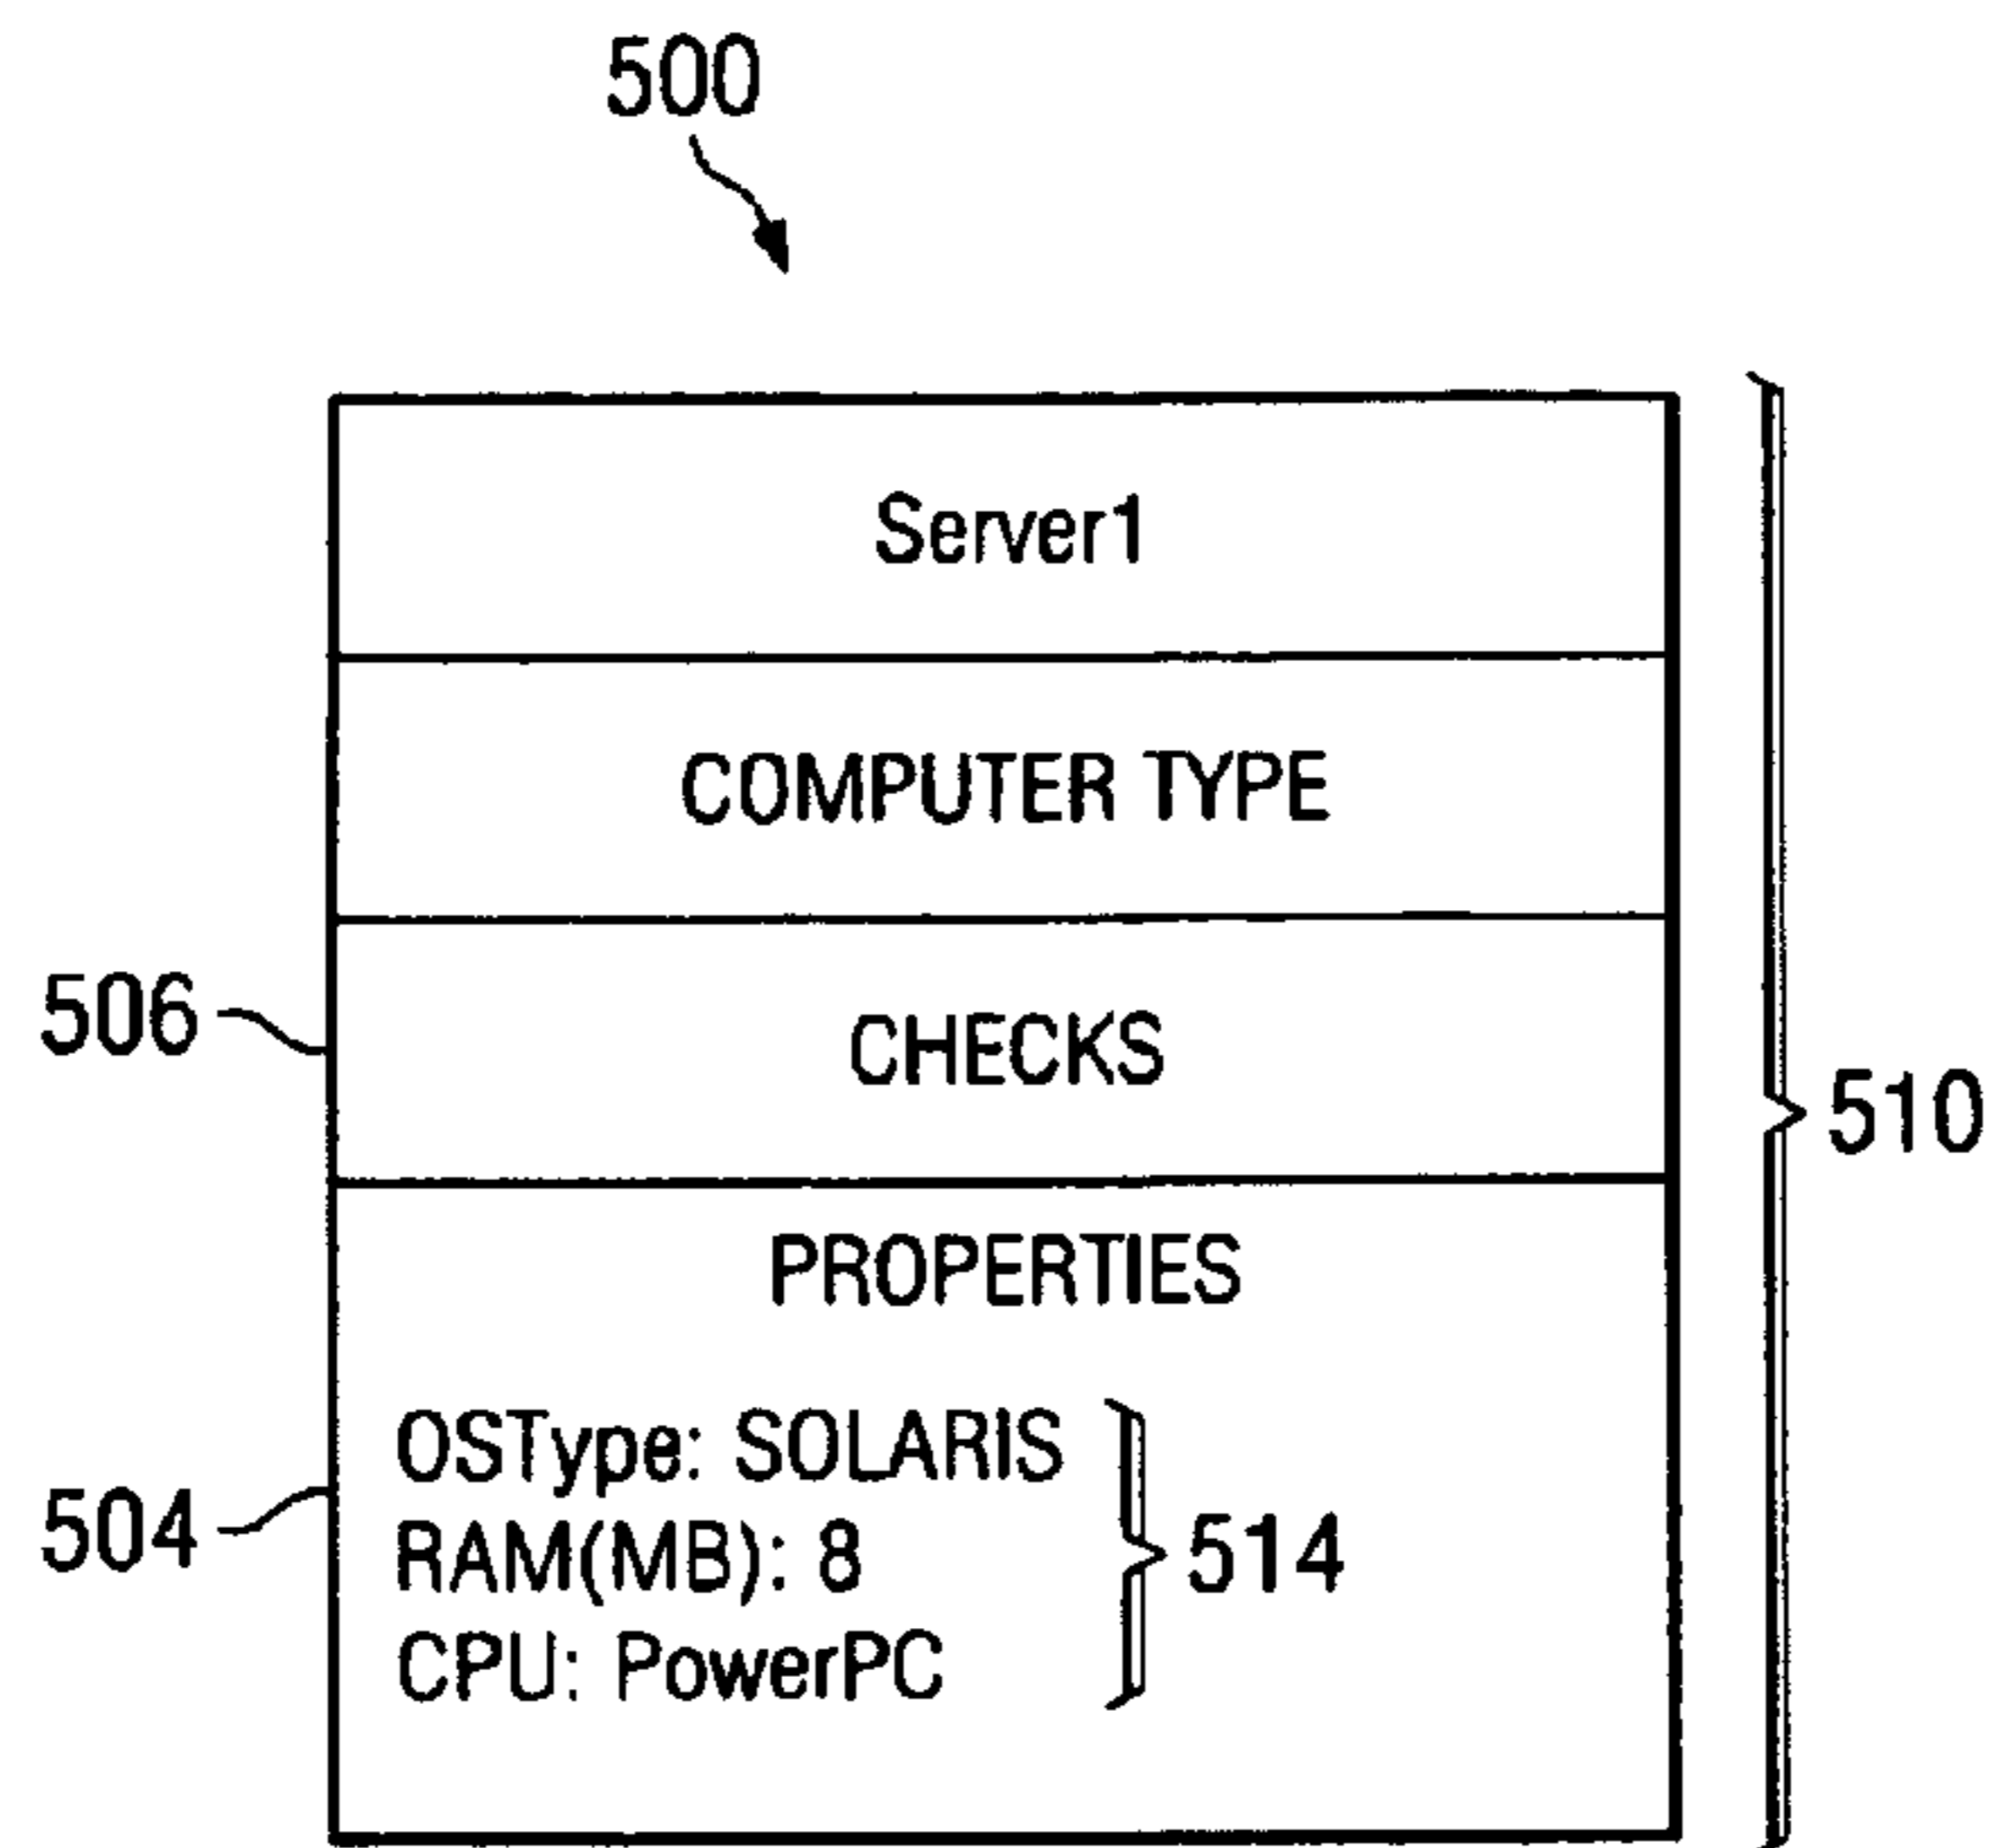 500
Server1
COMPUTER TYPE
506
CHECKS
510
PROPERTIES
OSType: SOLARIS
504
RAM(MB): 8
514
CPU: PowerPC